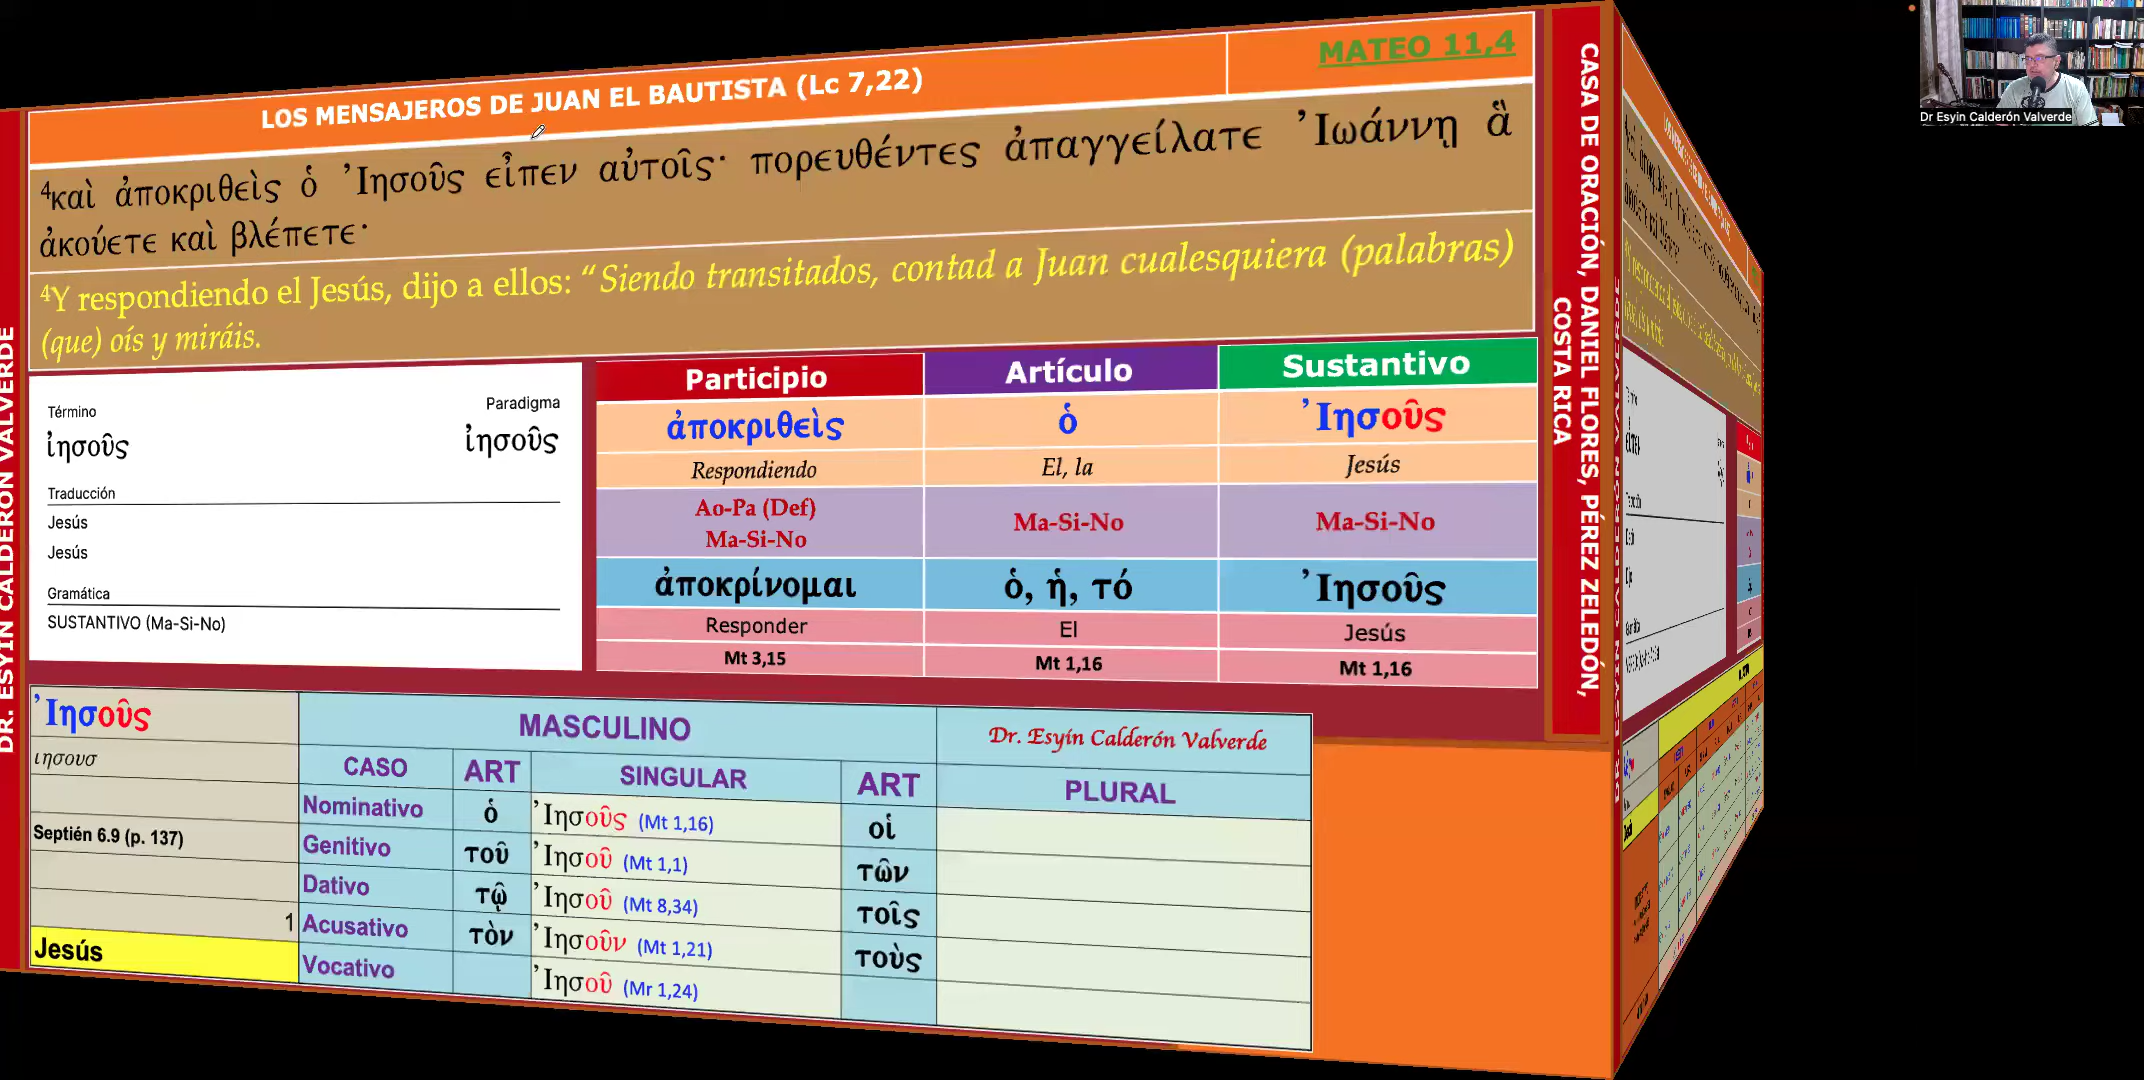 LOS MENSAJEROS DE JUAN EL BAUTISTA (Lc 7,22)
MATEO 11,4
⁴καὶ ἀποκριθεὶς ὁ Ἰησοῦς εἶπεν αὐτοῖς· πορευθέντες ἀπαγγείλατε Ἰωάννῃ ἃ
ἀκούετε καὶ βλέπετε·
⁴Y respondiendo el Jesús, dijo a ellos: “Siendo transitados, contad a Juan cualesquiera (palabras)
(que) oís y miráis.
Término
Paradigma
ἰησοῦς
ἰησοῦς
Traducción
Jesús
Jesús
Gramática
SUSTANTIVO (Ma-Si-No)
Participio Artículo Sustantivo
ἀποκριθεὶς ὁ Ἰησοῦς
Respondiendo El, la Jesús
Ao-Pa (Def)
Ma-Si-No
Ma-Si-No
Ma-Si-No
ἀποκρίνομαι ὁ, ἡ, τό Ἰησοῦς
Responder El Jesús
Mt 3,15 Mt 1,16 Mt 1,16
Ἰησοῦς
ιησουσ
Septién 6.9 (p. 137)
1
Jesús
MASCULINO
Dr. Esyín Calderón Valverde
CASO ART SINGULAR ART PLURAL
Nominativo ὁ Ἰησοῦς (Mt 1,16) οἱ
Genitivo τοῦ Ἰησοῦ (Mt 1,1) τῶν
Dativo τῷ Ἰησοῦ (Mt 8,34) τοῖς
Acusativo τὸν Ἰησοῦν (Mt 1,21) τοὺς
Vocativo Ἰησοῦ (Mr 1,24)
DR. ESYIN CALDERÓN VALVERDE
CASA DE ORACIÓN, DANIEL FLORES, PÉREZ ZELEDÓN,
COSTA RICA
DR. ESYIN CALDERÓN VALVERDE
Dr Esyin Calderón Valverde